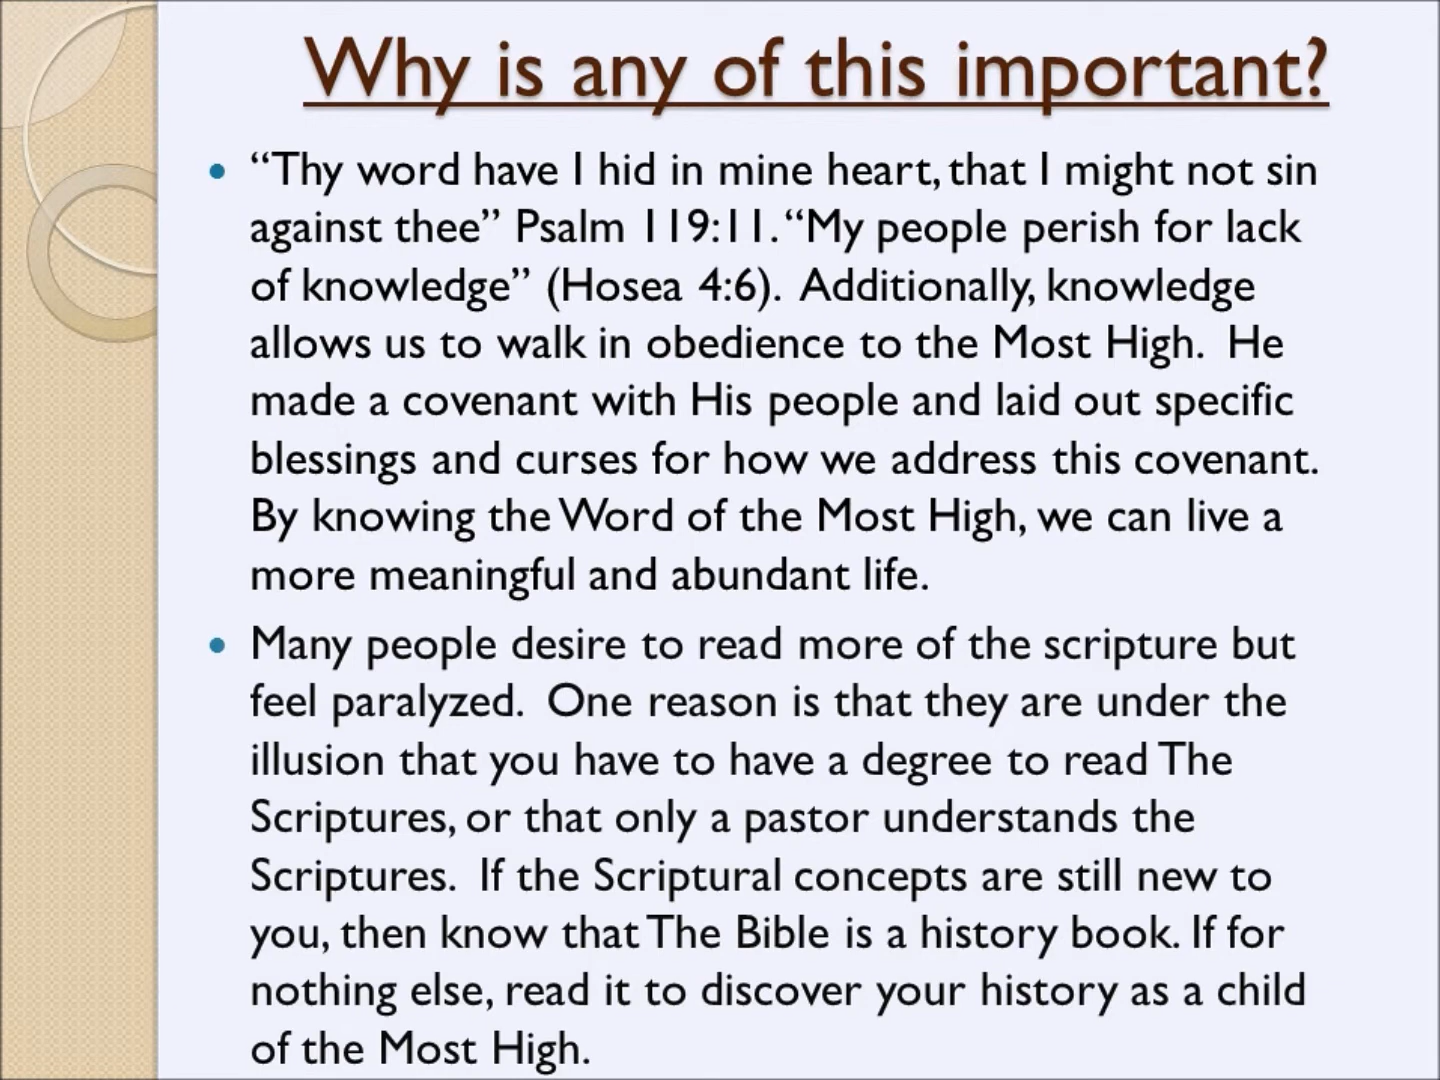 Why is any of this important?
“Thy word have I hid in mine heart, that I might not sin
against thee” Psalm 119:11. “My people perish for lack
of knowledge” (Hosea 4:6).  Additionally, knowledge
allows us to walk in obedience to the Most High.  He
made a covenant with His people and laid out specific
blessings and curses for how we address this covenant.
By knowing the Word of the Most High, we can live a
more meaningful and abundant life.
Many people desire to read more of the scripture but
feel paralyzed.  One reason is that they are under the
illusion that you have to have a degree to read The
Scriptures, or that only a pastor understands the
Scriptures.  If the Scriptural concepts are still new to
you, then know that The Bible is a history book. If for
nothing else, read it to discover your history as a child
of the Most High.